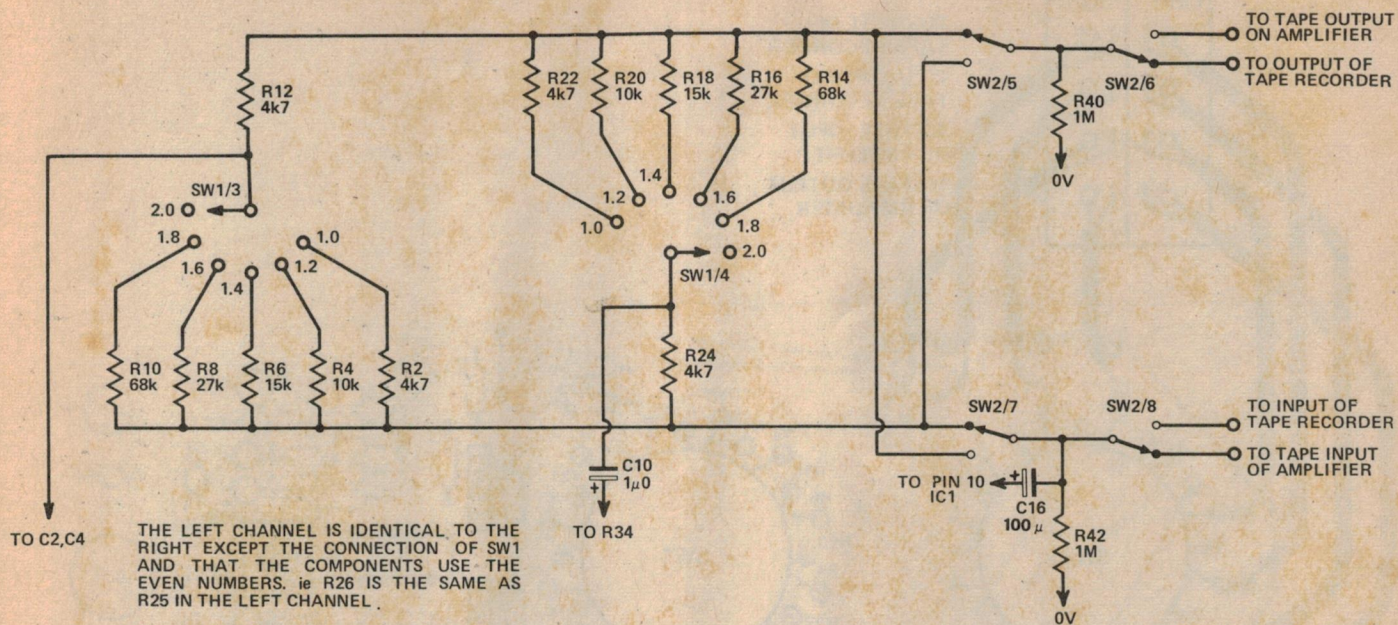 TO TAPE OUTPUT
ON AMPLIFIER
TO OUTPUT OF
TAPE RECORDER
SW2/5
SW2/6
R12
4k7
R22
4k7
R20
10k
R18
15k
R16
27k
R14
68k
R40
1M
0V
SW1/3
2.0
1.8
1.6
1.4
1.2
1.0
1.0
1.2
1.4
1.6
1.8
2.0
SW1/4
R10
68k
R8
27k
R6
15k
R4
10k
R2
4k7
R24
4k7
SW2/7
SW2/8
TO INPUT OF
TAPE RECORDER
TO TAPE INPUT
OF AMPLIFIER
C10
1μ0
+
TO R34
TO PIN 10
IC1
+
C16
100μ
R42
1M
0V
TO C2,C4
THE LEFT CHANNEL IS IDENTICAL TO THE
RIGHT EXCEPT THE CONNECTION OF SW1
AND THAT THE COMPONENTS USE THE
EVEN NUMBERS. ie R26 IS THE SAME AS
R25 IN THE LEFT CHANNEL.